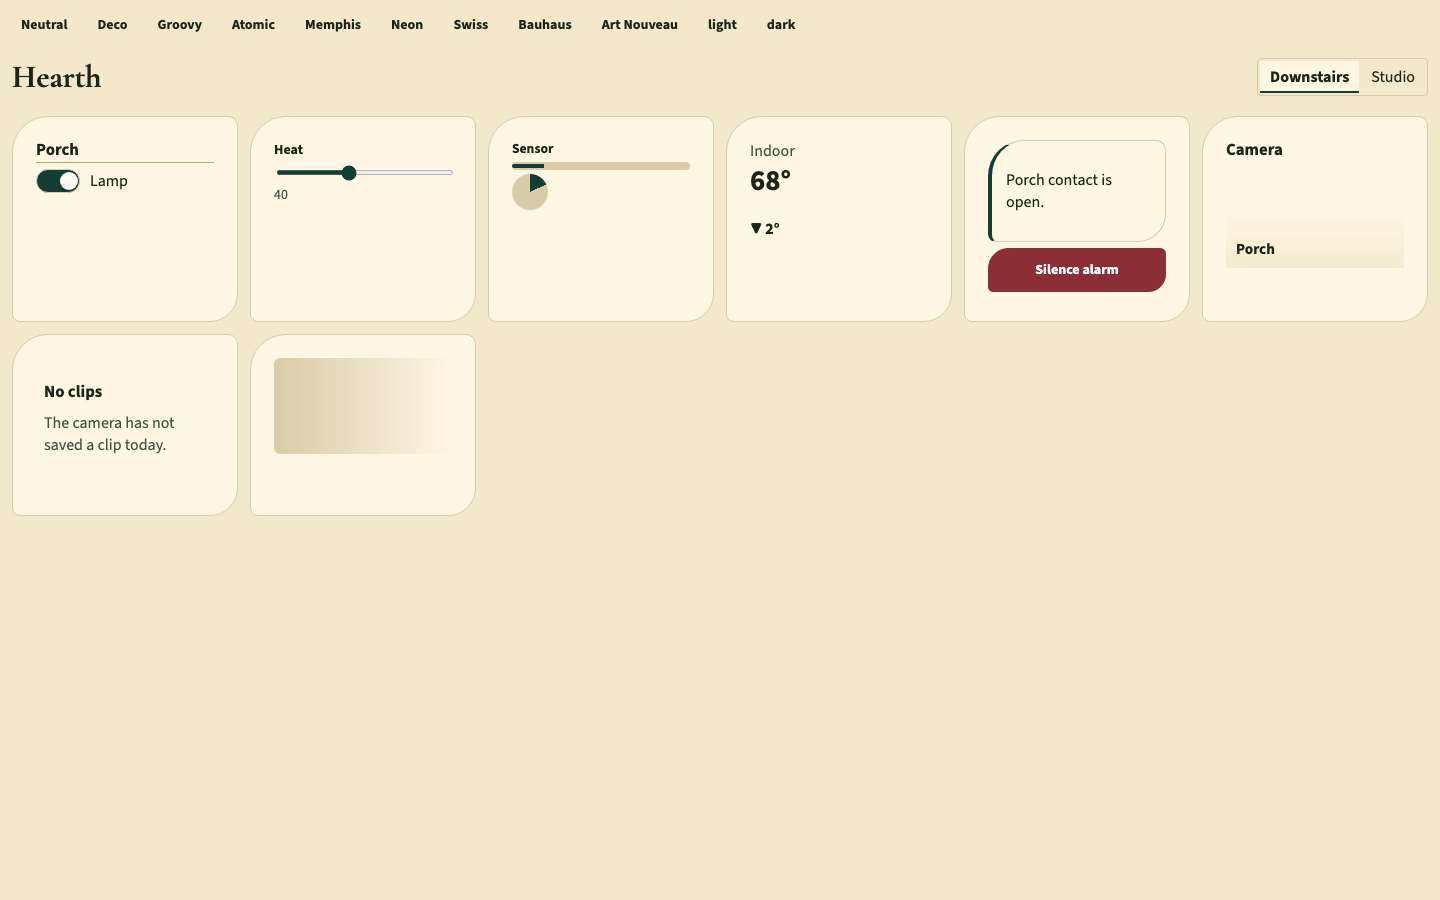 Neutral Deco Groovy Atomic Memphis Neon Swiss Bauhaus Art Nouveau light dark
Hearth
Downstairs Studio
Porch
Lamp
Heat
40
Sensor
Indoor
68°
▼ 2°
Porch contact is
open.
Silence alarm
Camera
Porch
No clips
The camera has not
saved a clip today.